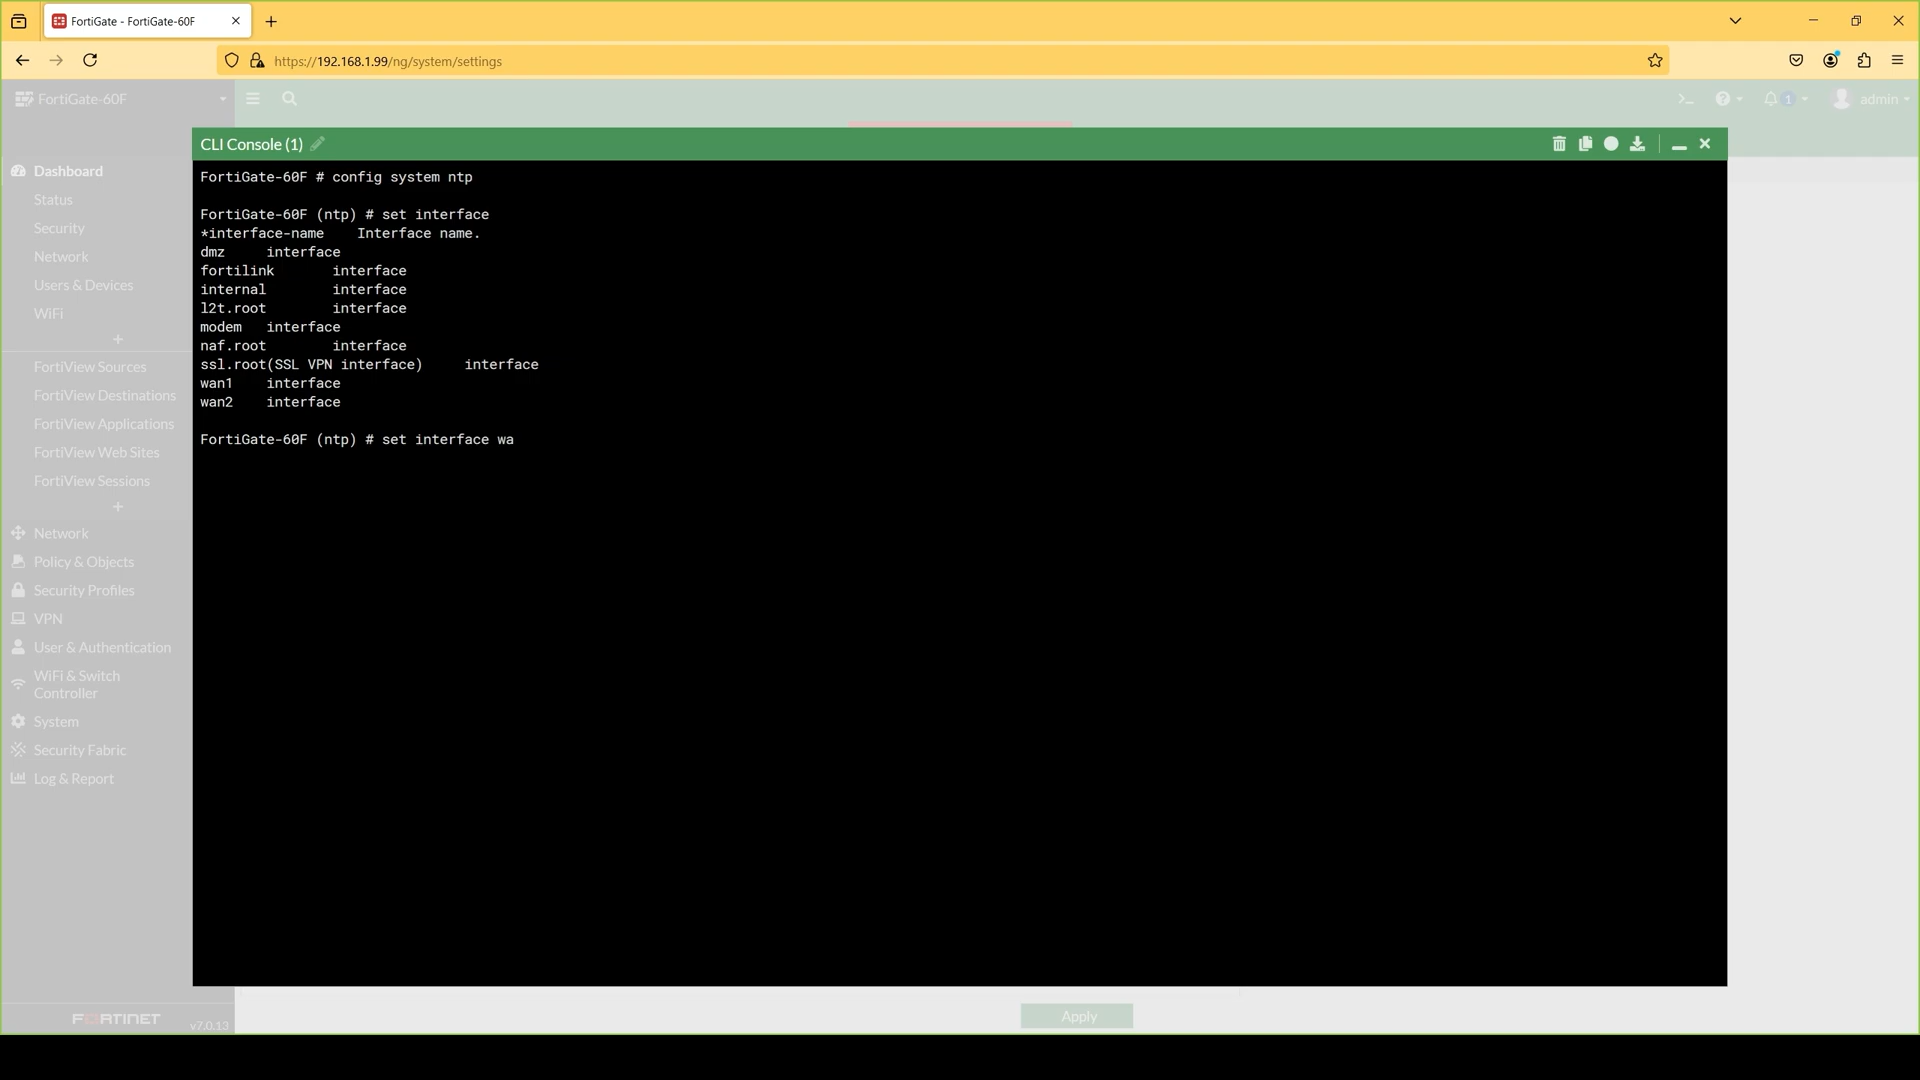 FortiGate - FortiGate-60F
https://192.168.1.99/ng/system/settings
FortiGate-60F
1
admin
CLI Console (1)
Dashboard
Status
Security
Network
Users & Devices
WiFi
+
FortiView Sources
FortiView Destinations
FortiView Applications
FortiView Web Sites
FortiView Sessions
+
Network
Policy & Objects
Security Profiles
VPN
User & Authentication
WiFi & Switch
Controller
System
Security Fabric
Log & Report
FORTINET
v7.0.13
FortiGate-60F # config system ntp
FortiGate-60F (ntp) # set interface
*interface-name    Interface name.
dmz     interface
fortilink       interface
internal        interface
l2t.root        interface
modem   interface
naf.root        interface
ssl.root(SSL VPN interface)     interface
wan1    interface
wan2    interface
FortiGate-60F (ntp) # set interface wa
Apply